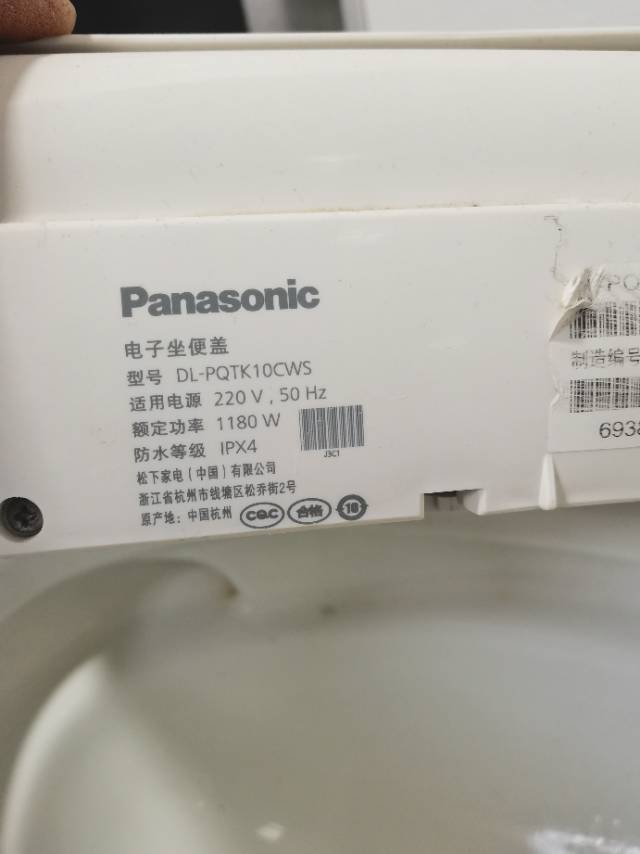 Panasonic
电子坐便盖
型号 DL-PQTK10CWS
适用电源 220 V , 50 Hz
额定功率 1180 W
防水等级 IPX4
J3C1
松下家电（中国）有限公司
浙江省杭州市钱塘区松乔街2号
原产地：中国杭州 CQC 合格 10
制造编号
6938